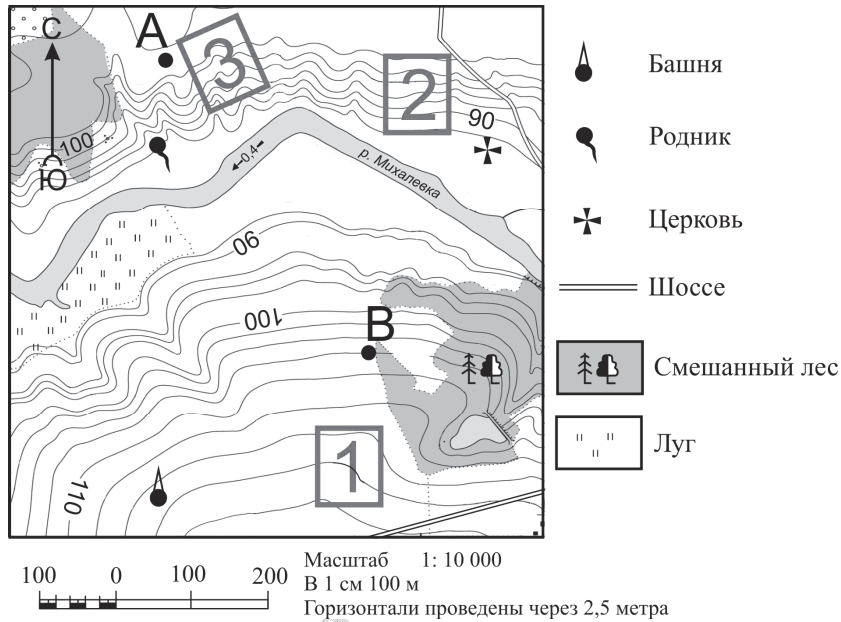 С
А
3
2
Башня
90
Родник
100
0,4
р. Михалевка
Ю
Церковь
90
Шоссе
100
В
Смешанный лес
1
Луг
110
100 0 100 200
Масштаб 1: 10 000
В 1 см 100 м
Горизонтали проведены через 2,5 метра